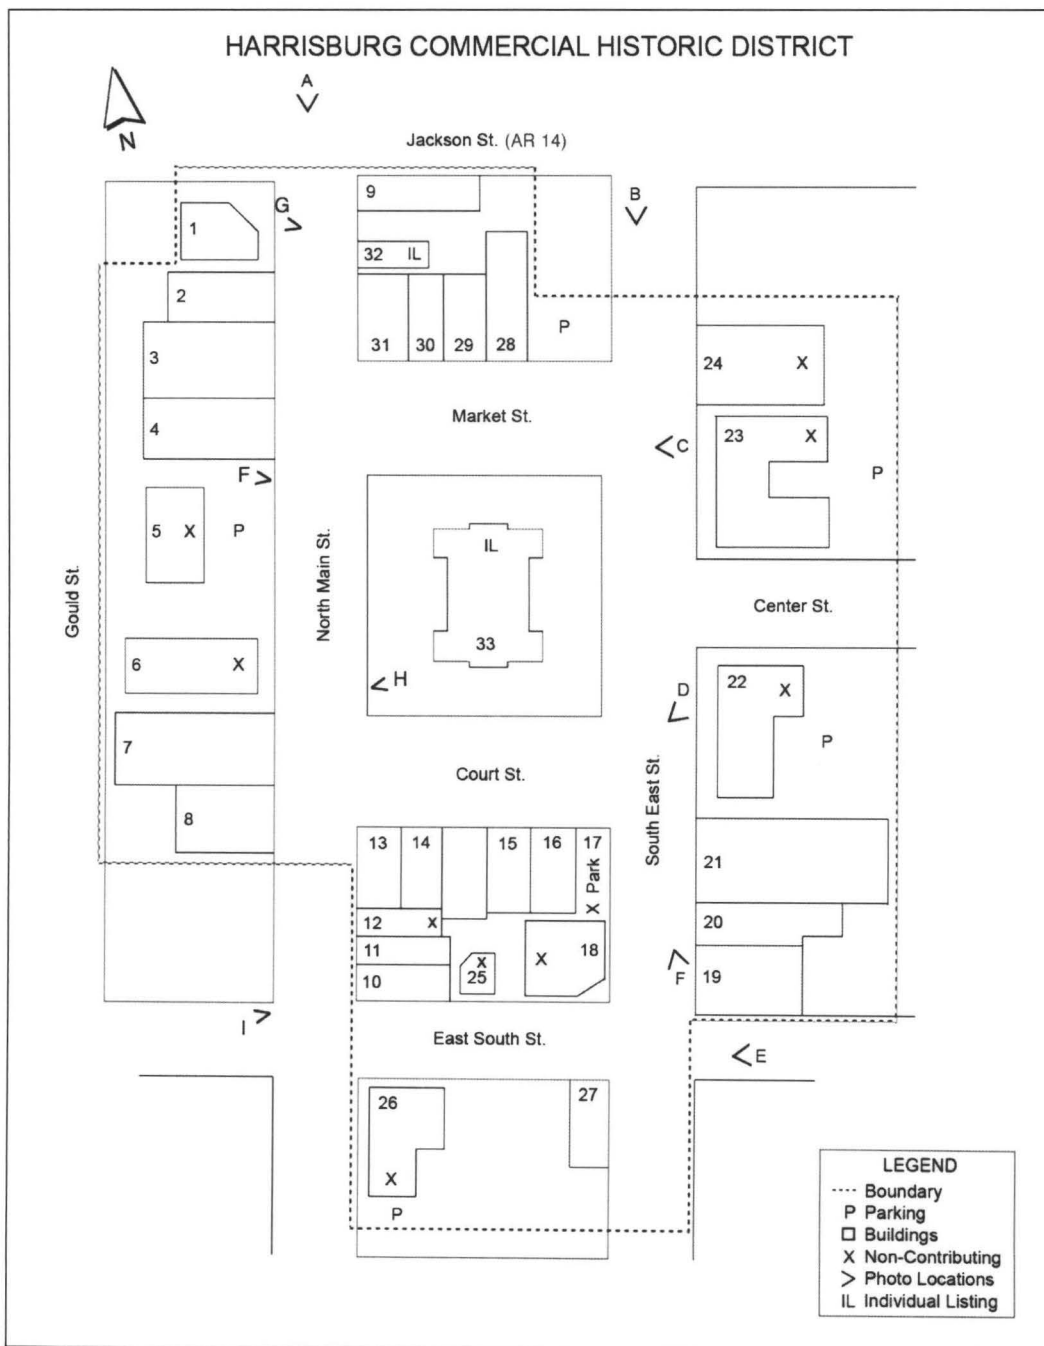 HARRISBURG COMMERCIAL HISTORIC DISTRICT
A
N
Jackson St. (AR 14)
G
B
1
9
32 IL
2
31 30 29 28
P
3
24 X
4
Market St.
23 X
C
P
F
5 X P
Gould St.
North Main St.
IL
33
Center St.
6 X
H
D
22 X
P
7
Court St.
South East St.
8
13 14 15 16 17
X Park
21
12 X
20
11
X
25
X 18
10
F
19
I
East South St.
E
26
27
X
P
LEGEND
Boundary
P Parking
Buildings
X Non-Contributing
> Photo Locations
IL Individual Listing